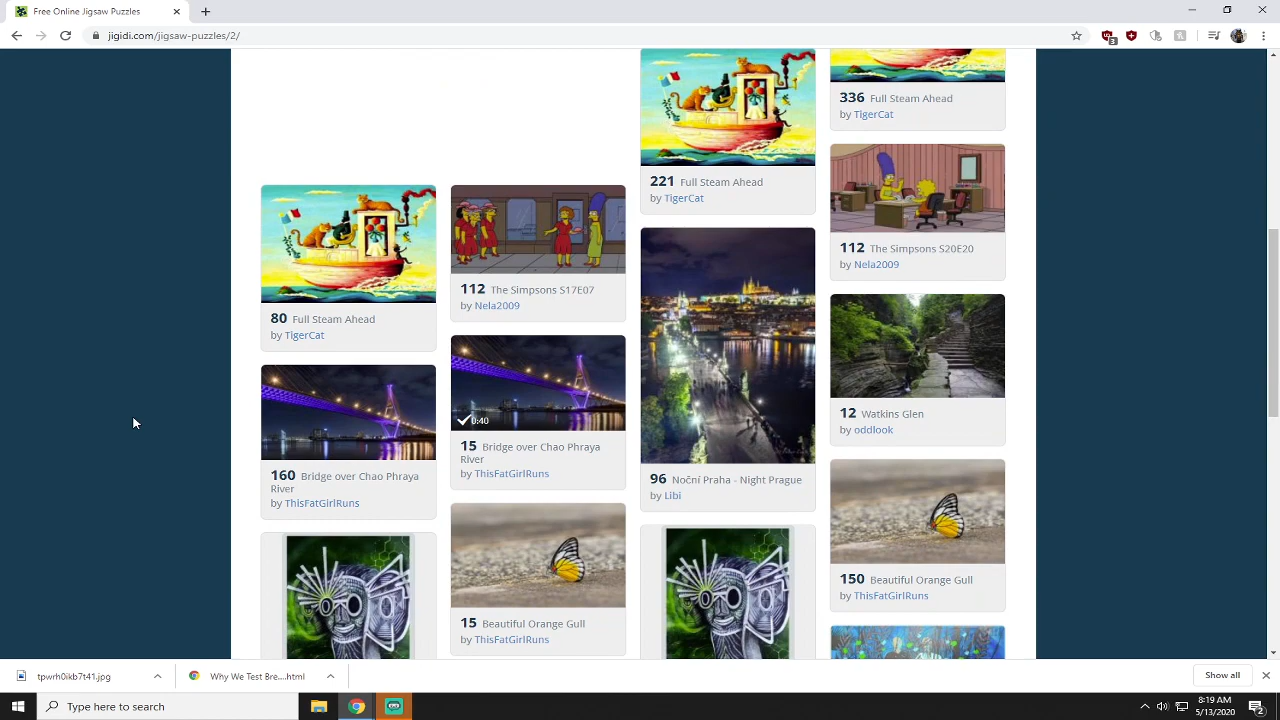 Free Online Jigsaw Puzzles
jigidi.com/jigsaw-puzzles/2/
3
336 Full Steam Ahead
by TigerCat
221 Full Steam Ahead
by TigerCat
80 Full Steam Ahead
by TigerCat
112 The Simpsons S17E07
by Nela2009
112 The Simpsons S20E20
by Nela2009
160 Bridge over Chao Phraya
River
by ThisFatGirlRuns
0:40
15 Bridge over Chao Phraya
River
by ThisFatGirlRuns
96 Noční Praha - Night Prague
by Libi
12 Watkins Glen
by oddlook
15 Beautiful Orange Gull
by ThisFatGirlRuns
150 Beautiful Orange Gull
by ThisFatGirlRuns
tpwrh0ikb7t41.jpg
Why We Test Bre....html
Show all
Type here to search
8:19 AM
5/13/2020
2